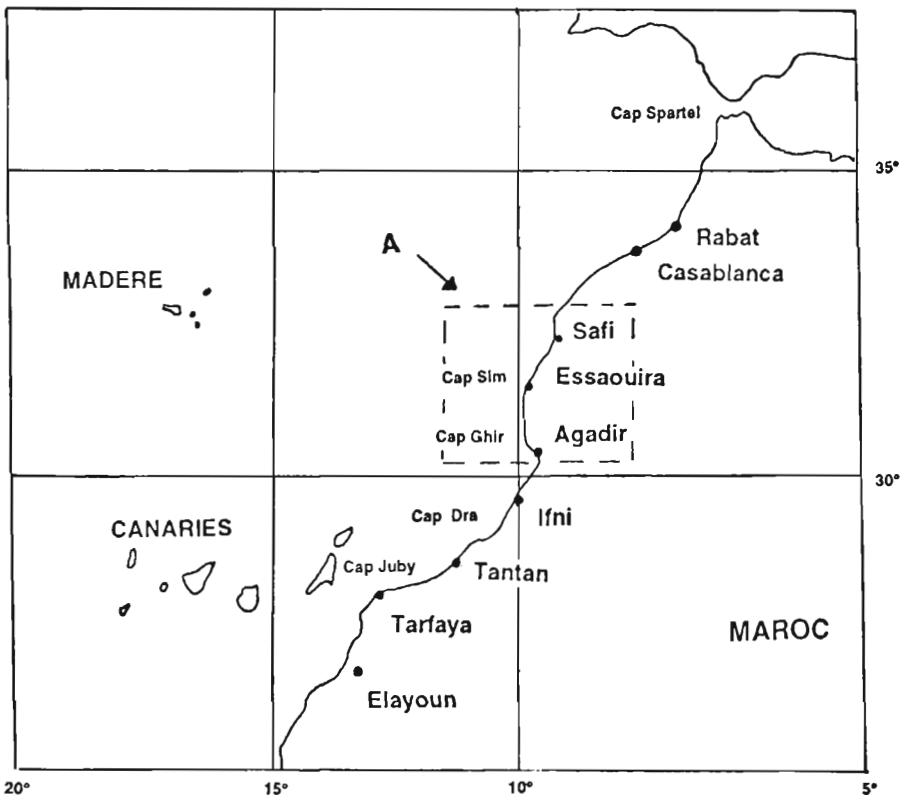 Cap Spartel
35°
A
Rabat
Casablanca
MADERE
Safi
Cap Sim
Essaouira
Cap Ghir
Agadir
30°
Cap Dra
Ifni
CANARIES
Cap Juby
Tantan
Tarfaya
MAROC
Elayoun
20°
15°
10°
5°